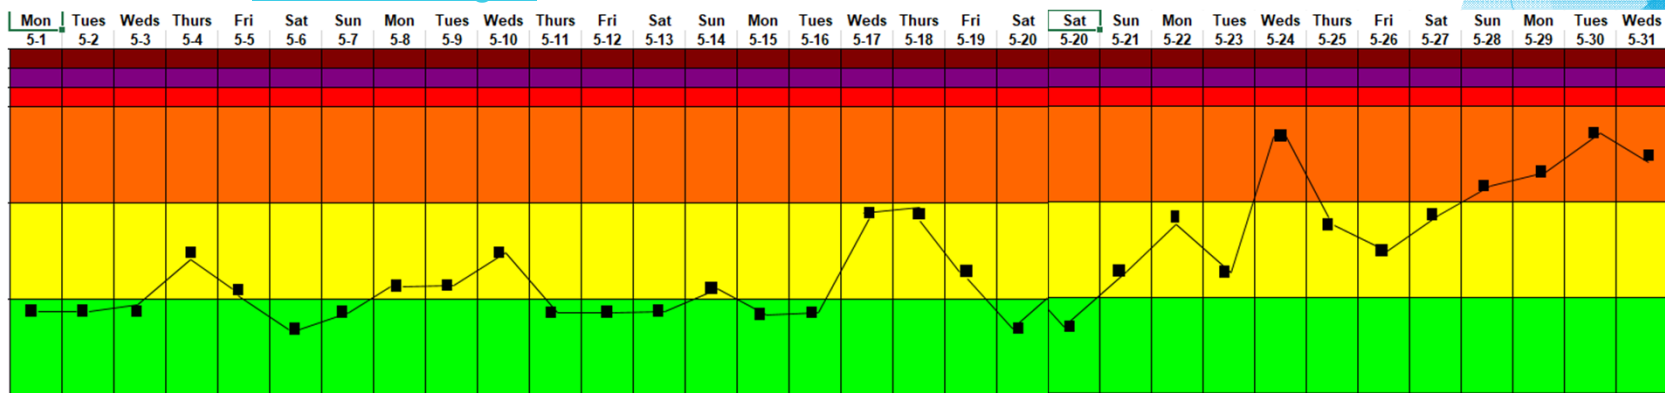 Mon Tues Weds Thurs Fri Sat Sun Mon Tues Weds Thurs Fri Sat Sun Mon Tues Weds Thurs Fri Sat Sat Sun Mon Tues Weds Thurs Fri Sat Sun Mon Tues Weds
5-1 5-2 5-3 5-4 5-5 5-6 5-7 5-8 5-9 5-10 5-11 5-12 5-13 5-14 5-15 5-16 5-17 5-18 5-19 5-20 5-20 5-21 5-22 5-23 5-24 5-25 5-26 5-27 5-28 5-29 5-30 5-31